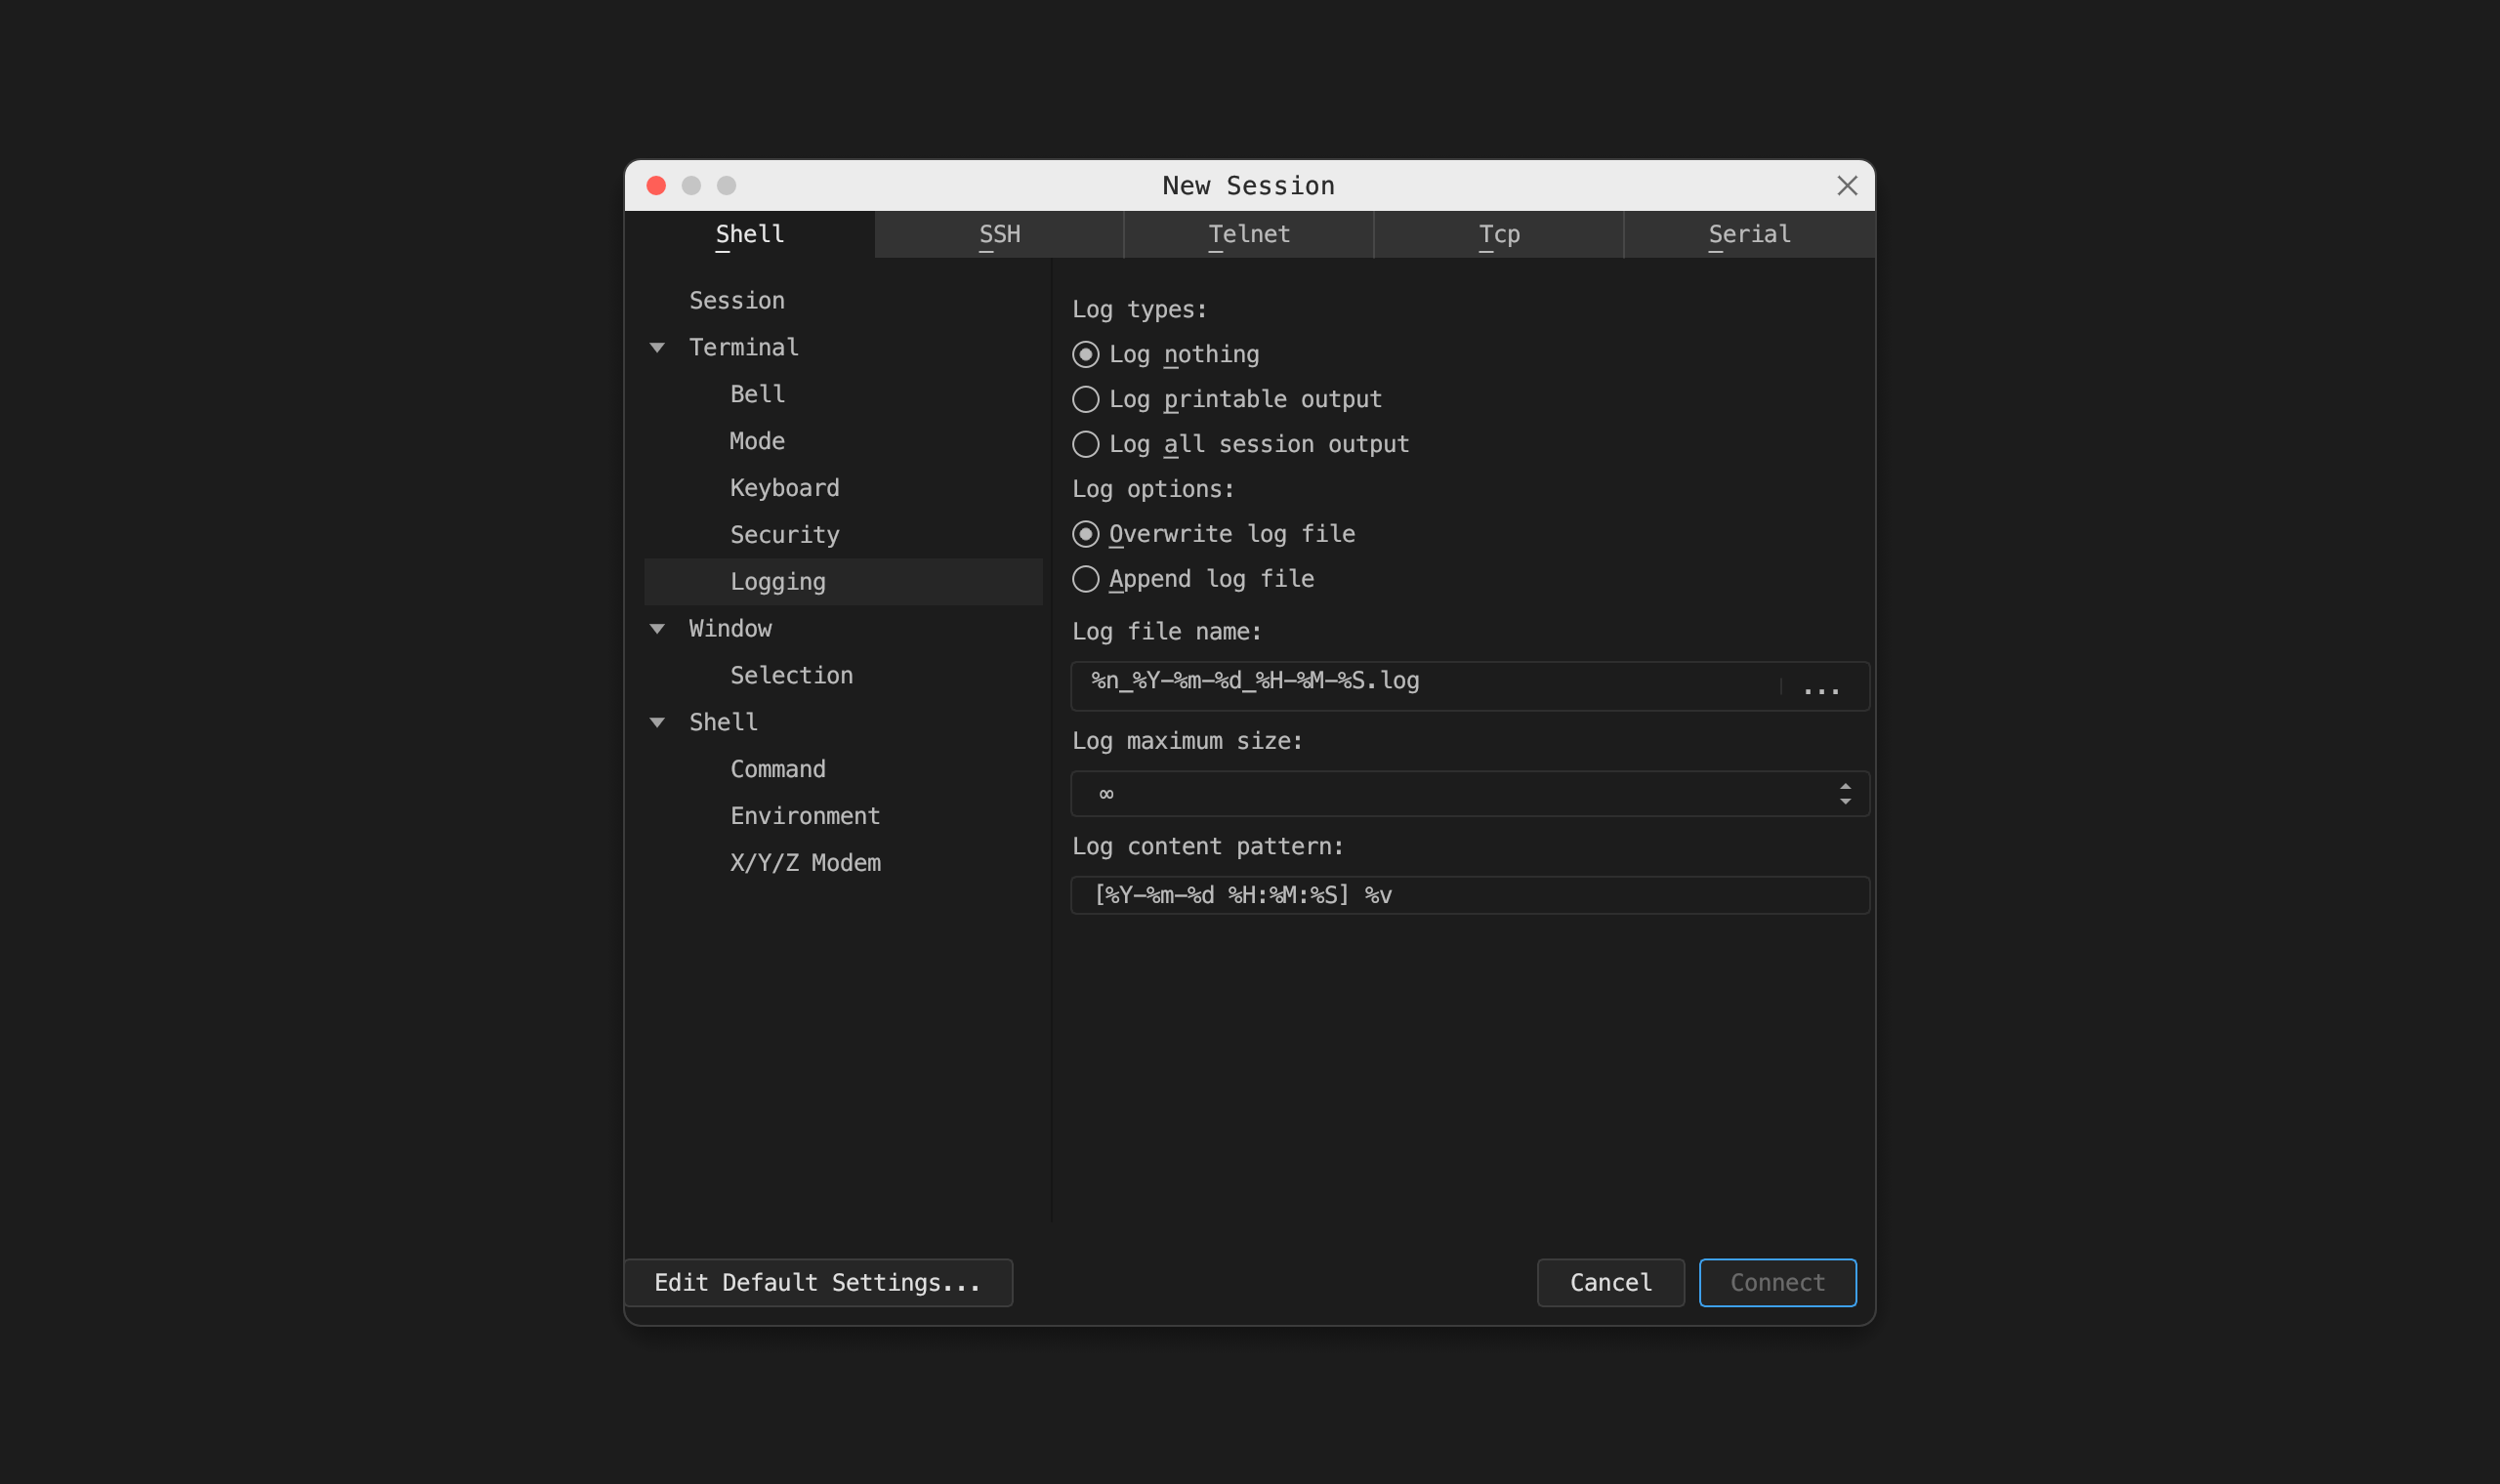 New Session
Shell
SSH
Telnet
Tcp
Serial
Session
Terminal
Bell
Mode
Keyboard
Security
Logging
Window
Selection
Shell
Command
Environment
X/Y/Z Modem
Log types:
Log nothing
Log printable output
Log all session output
Log options:
Overwrite log file
Append log file
Log file name:
%n_%Y-%m-%d_%H-%M-%S.log
...
Log maximum size:
∞
Log content pattern:
[%Y-%m-%d %H:%M:%S] %v
Edit Default Settings...
Cancel
Connect